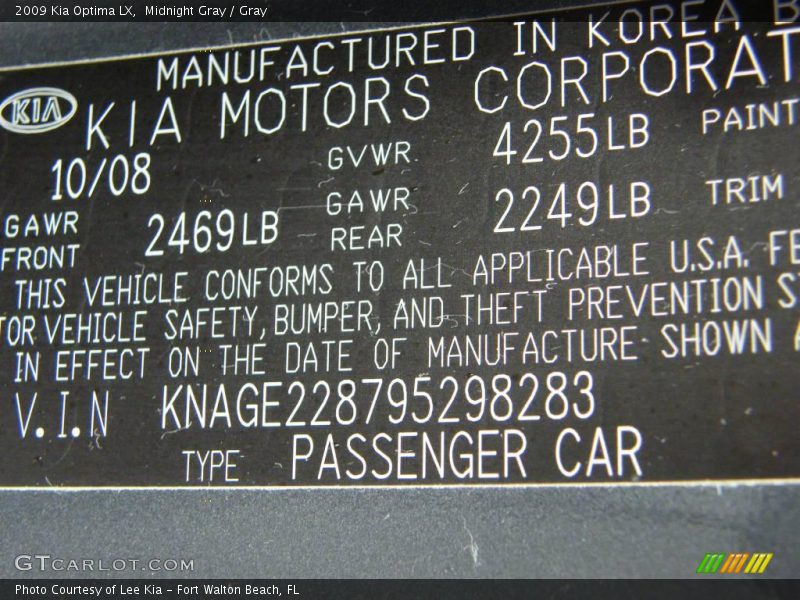 2009 Kia Optima LX, Midnight Gray / Gray
MANUFACTURED IN KOREA
KIA KIA MOTORS CORPORAT
10/08 GVWR 4255LB PAINT
GAWR FRONT 2469LB GAWR REAR 2249LB TRIM
THIS VEHICLE CONFORMS TO ALL APPLICABLE U.S.A. FE
TOR VEHICLE SAFETY, BUMPER, AND THEFT PREVENTION S
IN EFFECT ON THE DATE OF MANUFACTURE SHOWN
V.I.N KNAGE228795298283
TYPE PASSENGER CAR
GTCARLOT.COM
Photo Courtesy of Lee Kia - Fort Walton Beach, FL